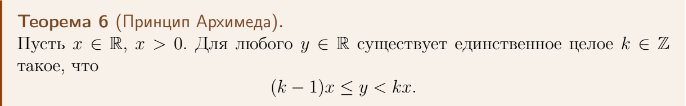 Теорема 6 (Принцип Архимеда).
Пусть x ∈ ℝ, x > 0. Для любого y ∈ ℝ существует единственное целое k ∈ ℤ
такое, что
(k − 1)x ≤ y < kx.